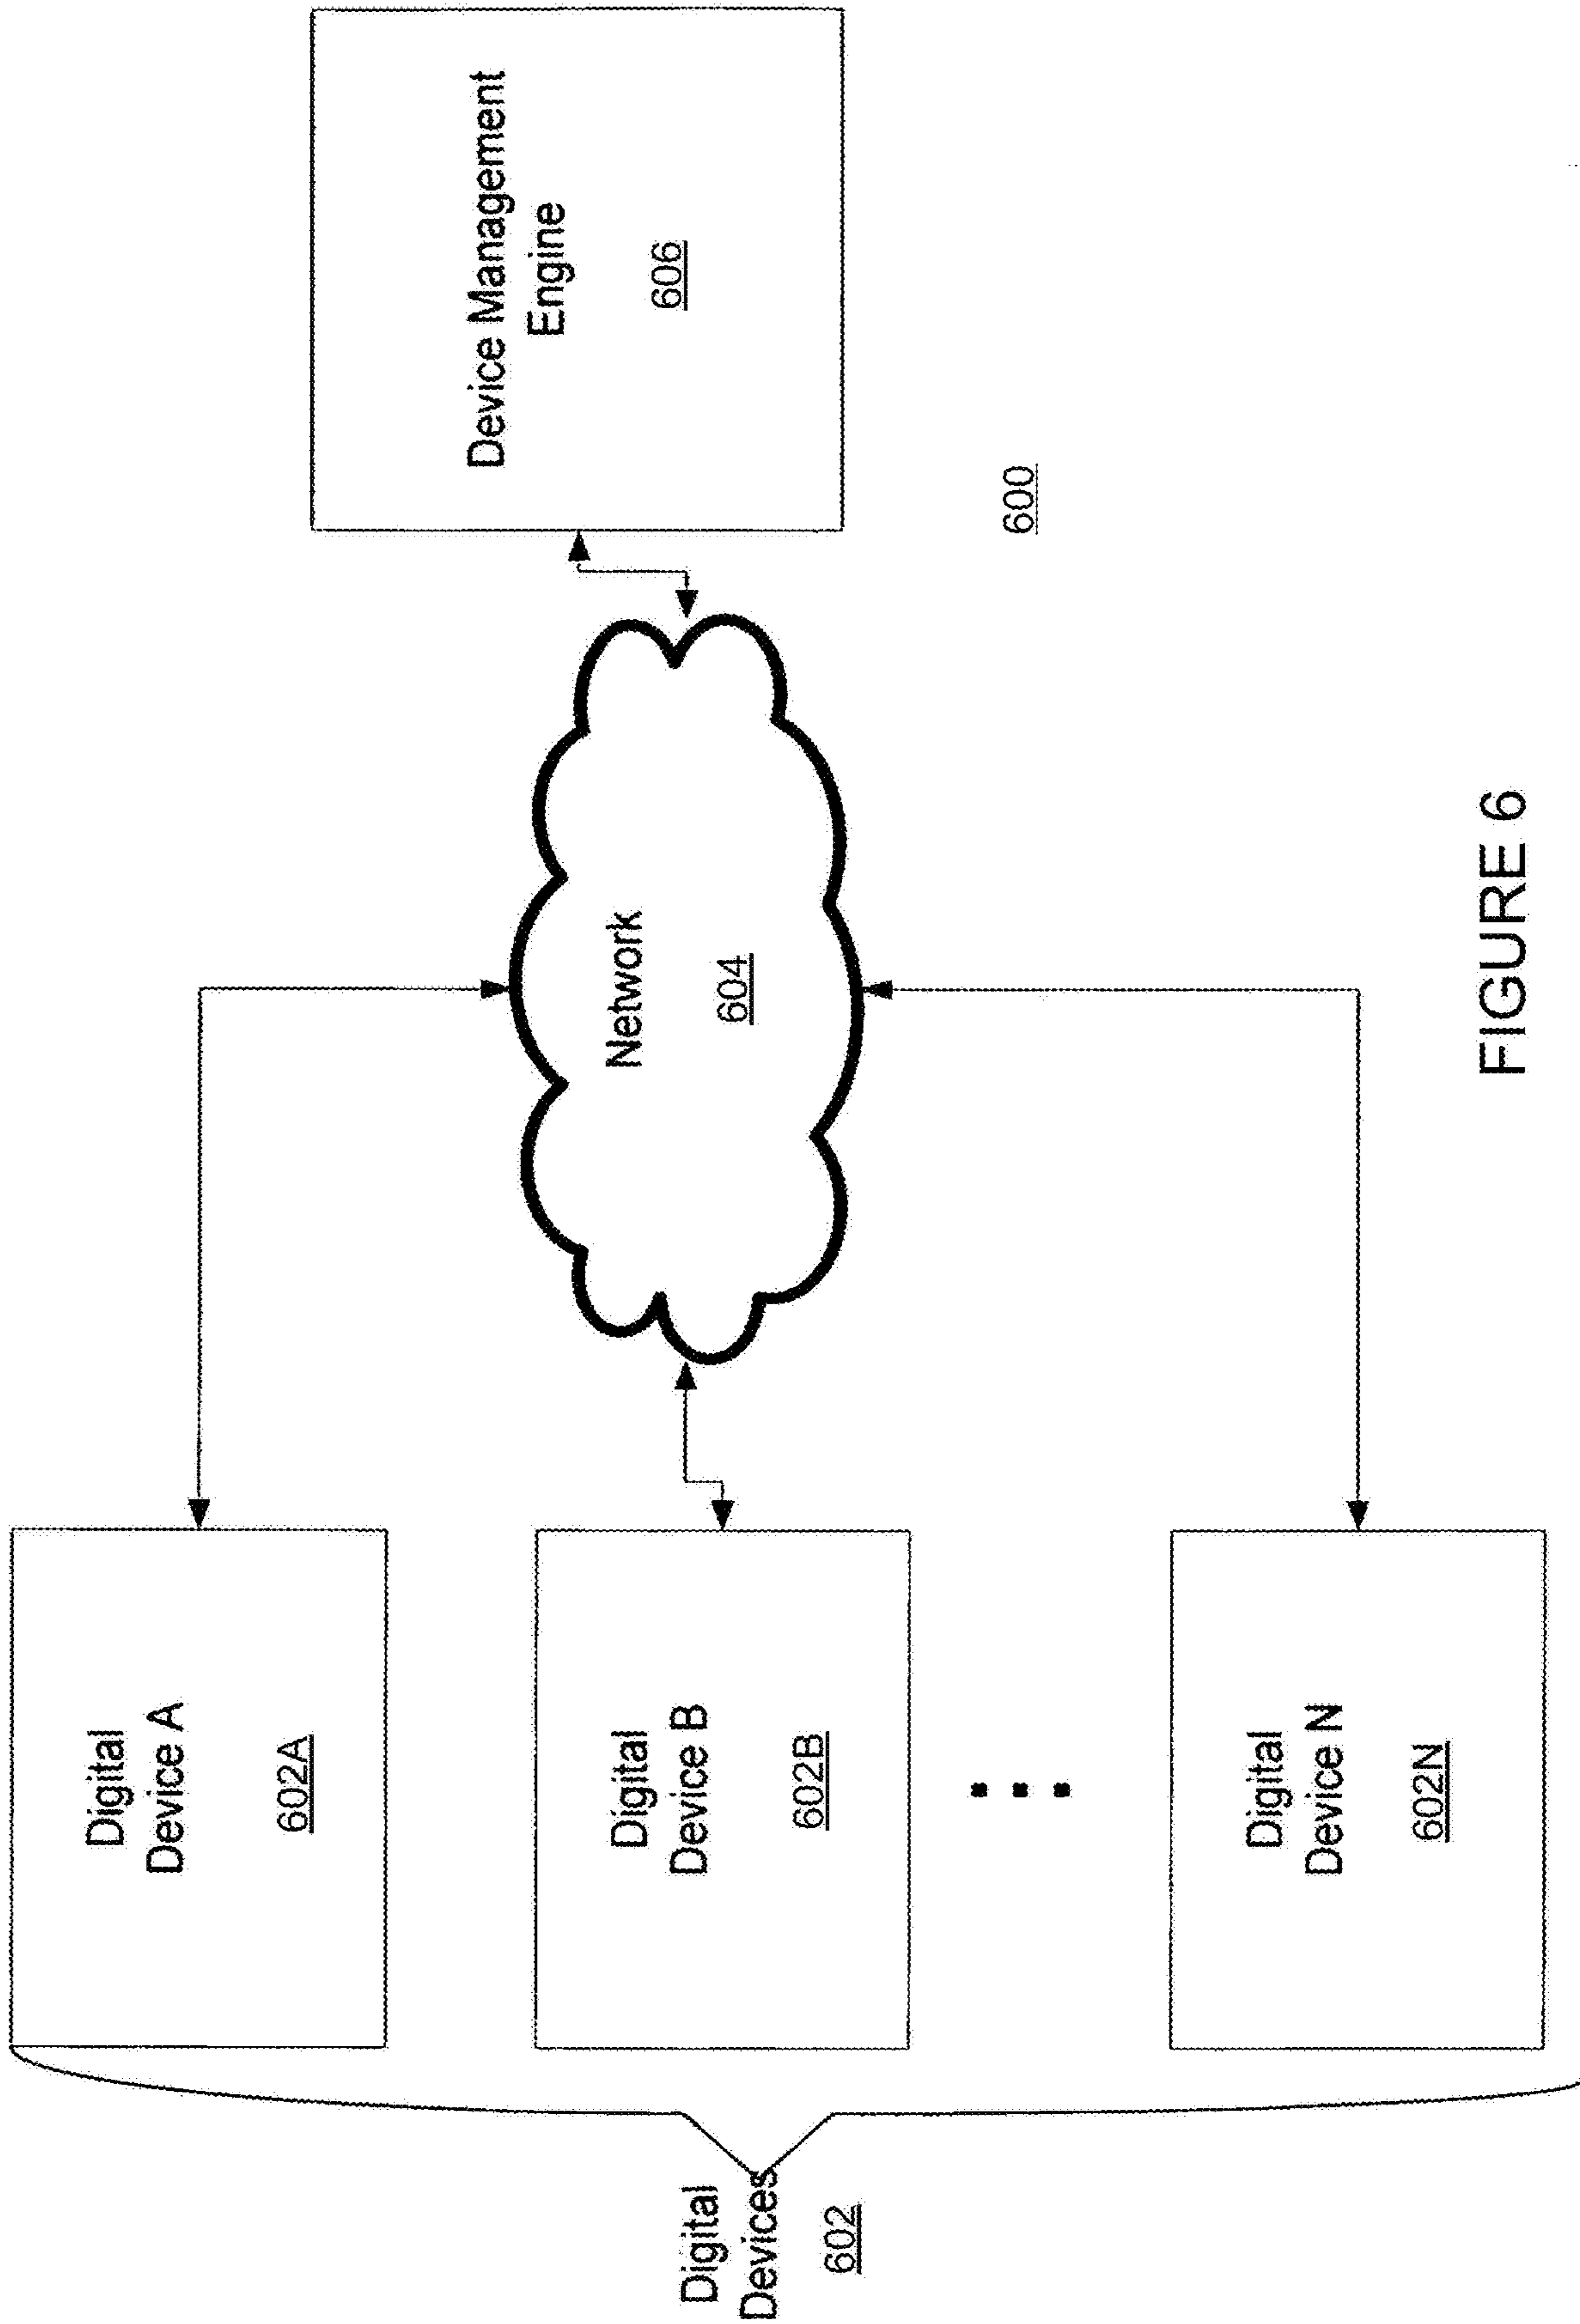 Digital
Devices
602
Digital
Device A
602A
Digital
Device B
602B
Digital
Device N
602N
Network
604
Device Management
Engine
606
600
FIGURE 6